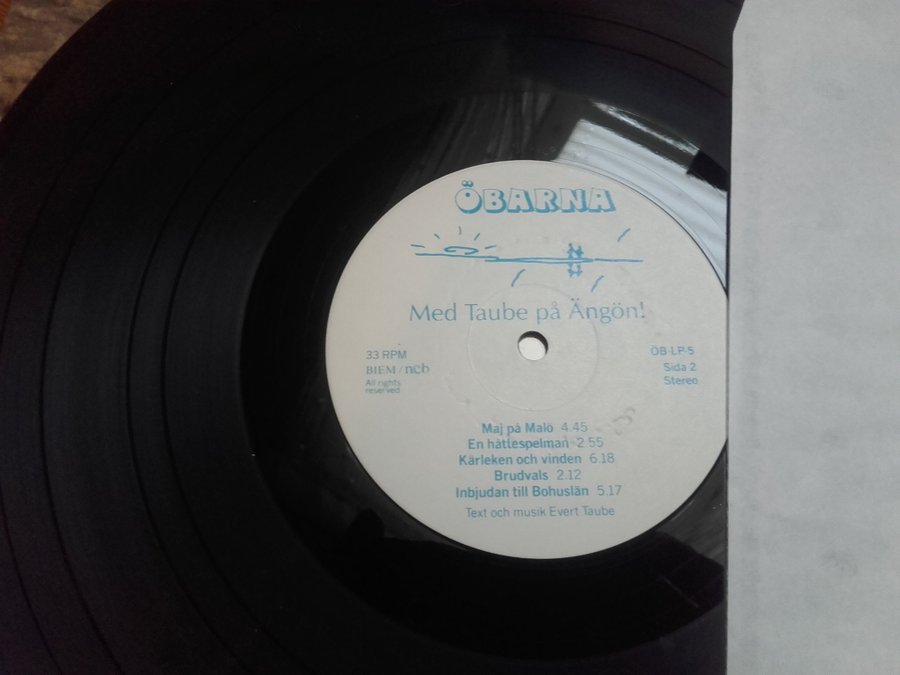 ÖBARNA
Med Taube på Ängön!
33 RPM
BIEM / ncb
All rights
reserved
ÖB-LP-5
Sida 2
Stereo
Maj på Malö 4.45
En hättespelman 2.55
Kärleken och vinden 6.18
Brudvals 2.12
Inbjudan till Bohuslän 5.17
Text och musik Evert Taube